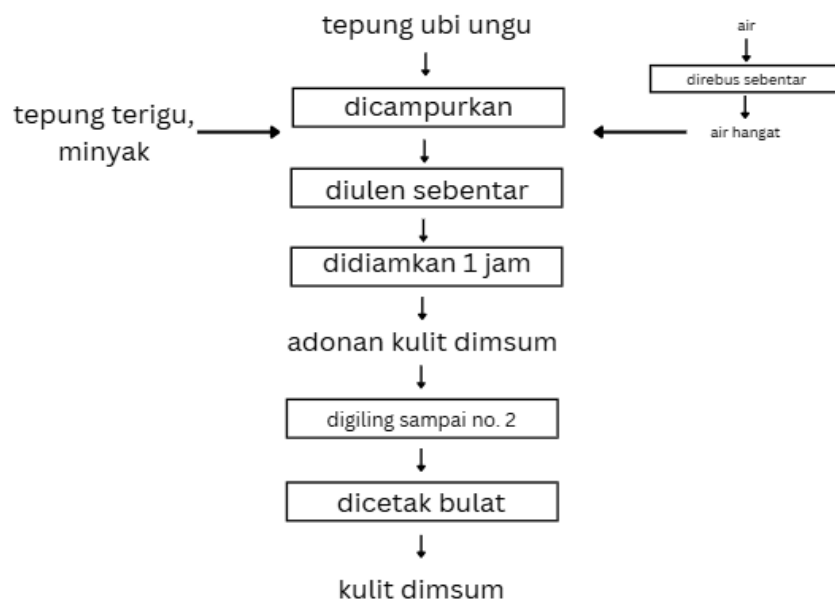 tepung ubi ungu
air
direbus sebentar
air hangat
dicampurkan
tepung terigu,
minyak
diulen sebentar
didiamkan 1 jam
adonan kulit dimsum
digiling sampai no. 2
dicetak bulat
kulit dimsum